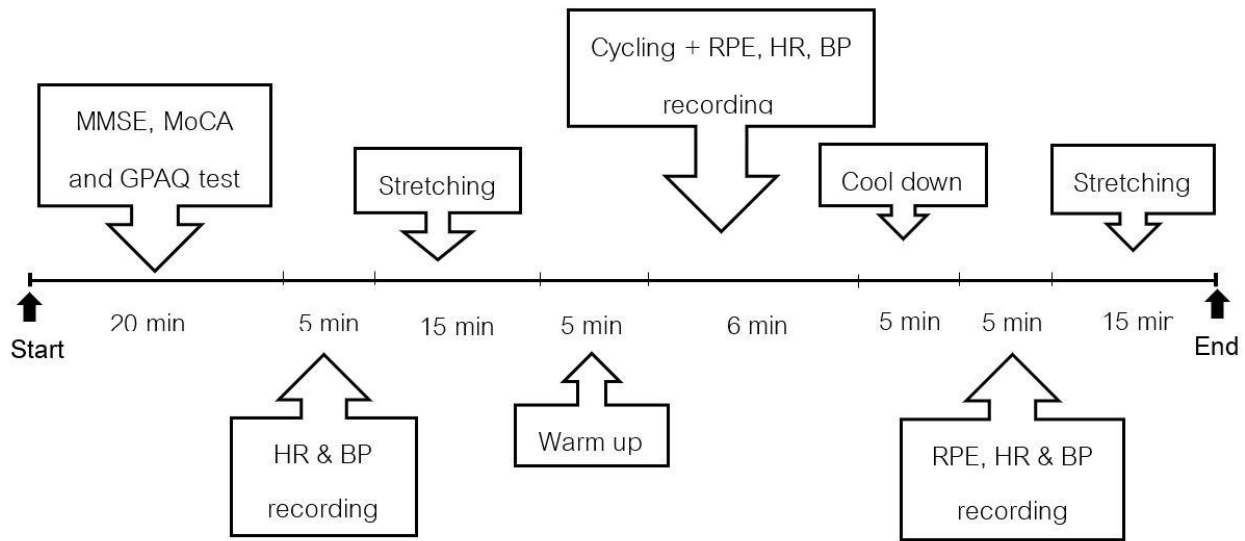 Cycling + RPE, HR, BP
recording
MMSE, MoCA
and GPAQ test
Stretching
Cool down
Stretching
20 min
5 min
15 min
5 min
6 min
5 min
5 min
15 min
Start
End
HR & BP
recording
Warm up
RPE, HR & BP
recording